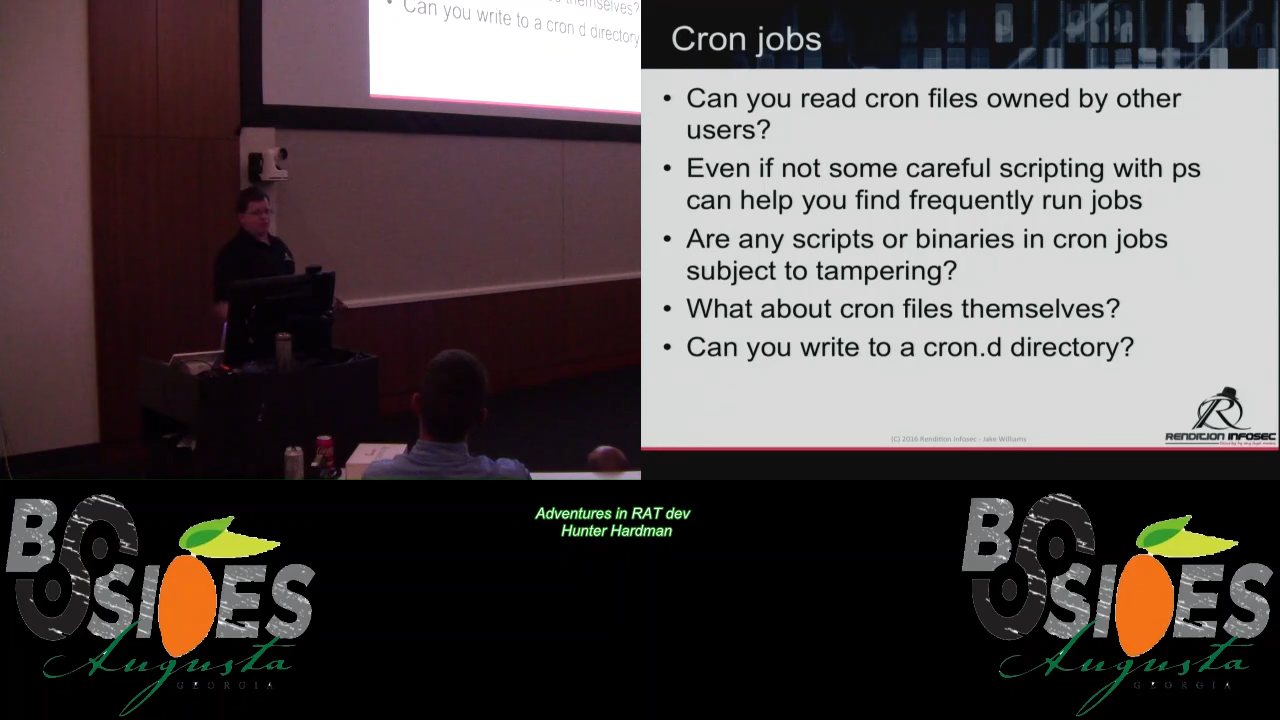 themselves?
• Can you write to a cron.d directory
Cron jobs
• Can you read cron files owned by other
users?
• Even if not some careful scripting with ps
can help you find frequently run jobs
• Are any scripts or binaries in cron jobs
subject to tampering?
• What about cron files themselves?
• Can you write to a cron.d directory?
(C) 2016 Rendition Infosec - Jake Williams
R
RENDITION INFOSEC
Adventures in RAT dev
Hunter Hardman
BSIDES
Augusta
GEORGIA
BSIDES
Augusta
GEORGIA